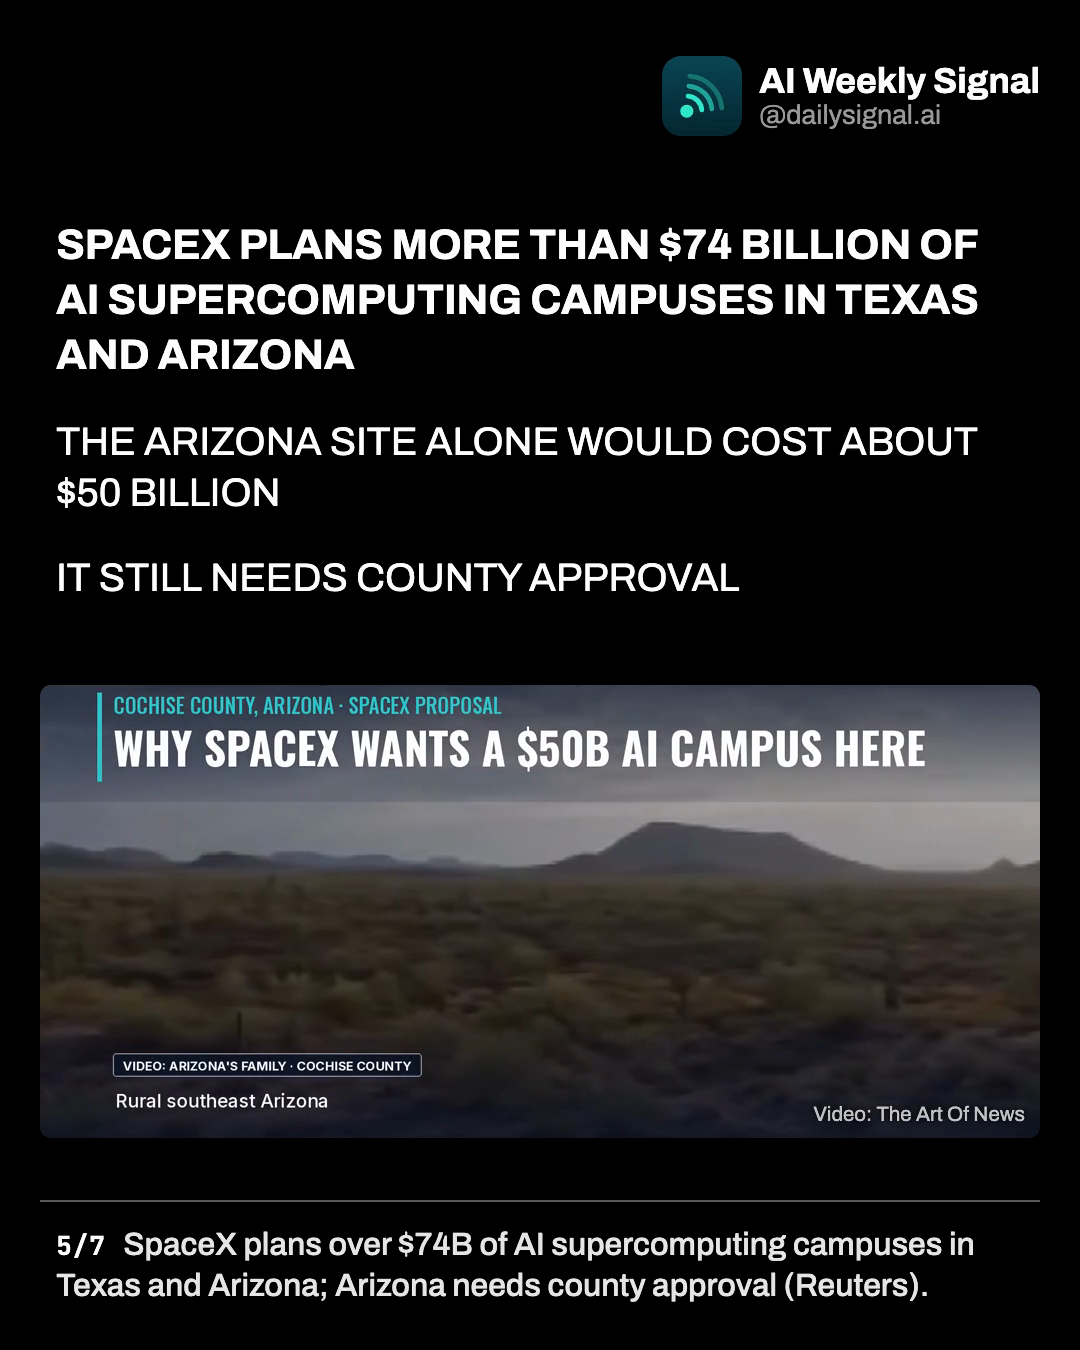 AI Weekly Signal
@dailysignal.ai
SPACEX PLANS MORE THAN $74 BILLION OF
AI SUPERCOMPUTING CAMPUSES IN TEXAS
AND ARIZONA
THE ARIZONA SITE ALONE WOULD COST ABOUT
$50 BILLION
IT STILL NEEDS COUNTY APPROVAL
COCHISE COUNTY, ARIZONA · SPACEX PROPOSAL
WHY SPACEX WANTS A $50B AI CAMPUS HERE
VIDEO: ARIZONA'S FAMILY · COCHISE COUNTY
Rural southeast Arizona
Video: The Art Of News
5/7 SpaceX plans over $74B of AI supercomputing campuses in
Texas and Arizona; Arizona needs county approval (Reuters).